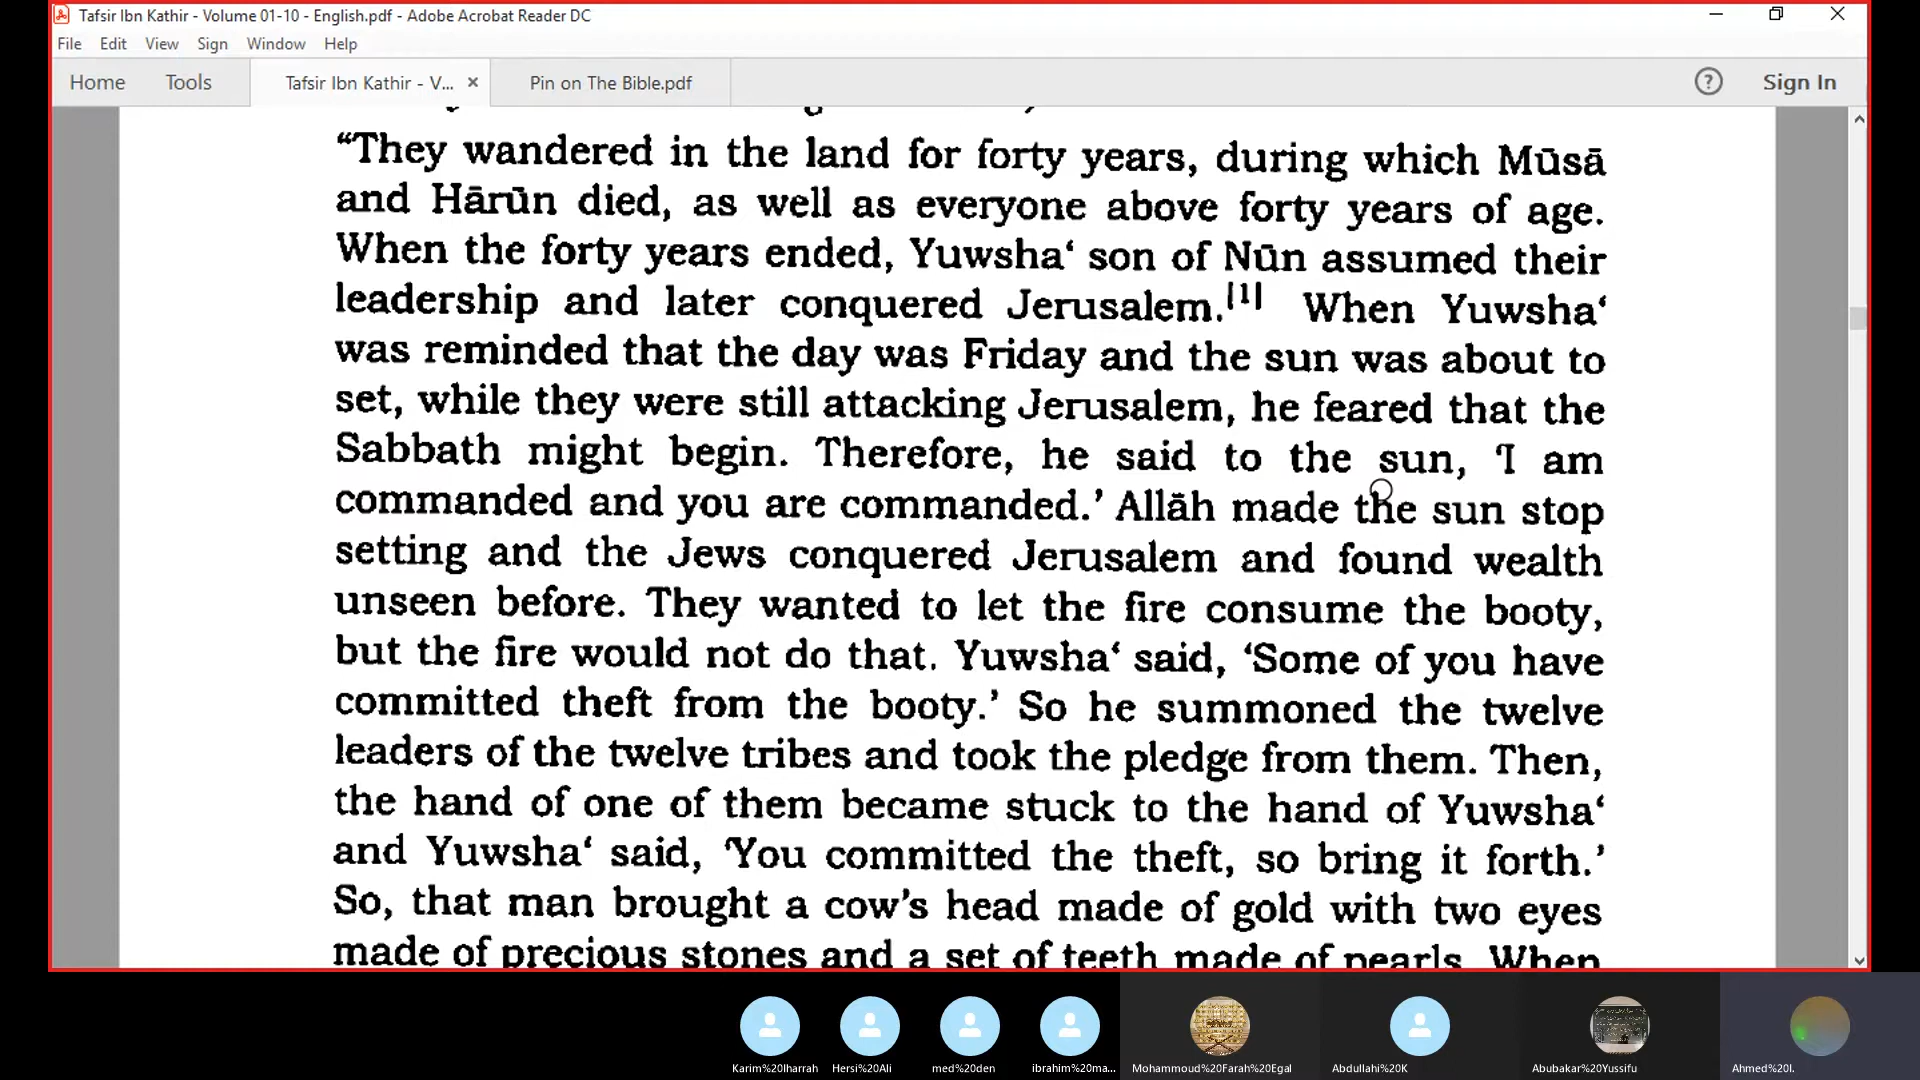 Tafsir Ibn Kathir - Volume 01-10 - English.pdf - Adobe Acrobat Reader DC
File Edit View Sign Window Help
Home Tools Tafsir Ibn Kathir - V... × Pin on The Bible.pdf ? Sign In
“They wandered in the land for forty years, during which Mūsā
and Hārūn died, as well as everyone above forty years of age.
When the forty years ended, Yuwsha‘ son of Nūn assumed their
leadership and later conquered Jerusalem.[1] When Yuwsha‘
was reminded that the day was Friday and the sun was about to
set, while they were still attacking Jerusalem, he feared that the
Sabbath might begin. Therefore, he said to the sun, ‘I am
commanded and you are commanded.’ Allāh made the sun stop
setting and the Jews conquered Jerusalem and found wealth
unseen before. They wanted to let the fire consume the booty,
but the fire would not do that. Yuwsha‘ said, ‘Some of you have
committed theft from the booty.’ So he summoned the twelve
leaders of the twelve tribes and took the pledge from them. Then,
the hand of one of them became stuck to the hand of Yuwsha‘
and Yuwsha‘ said, ‘You committed the theft, so bring it forth.’
So, that man brought a cow’s head made of gold with two eyes
made of precious stones and a set of teeth made of pearls. When
Karim%20Iharrah Hersi%20Ali med%20den ibrahim%20ma... Mohammoud%20Farah%20Egal Abdullahi%20K Abubakar%20Yussifu Ahmed%20I.